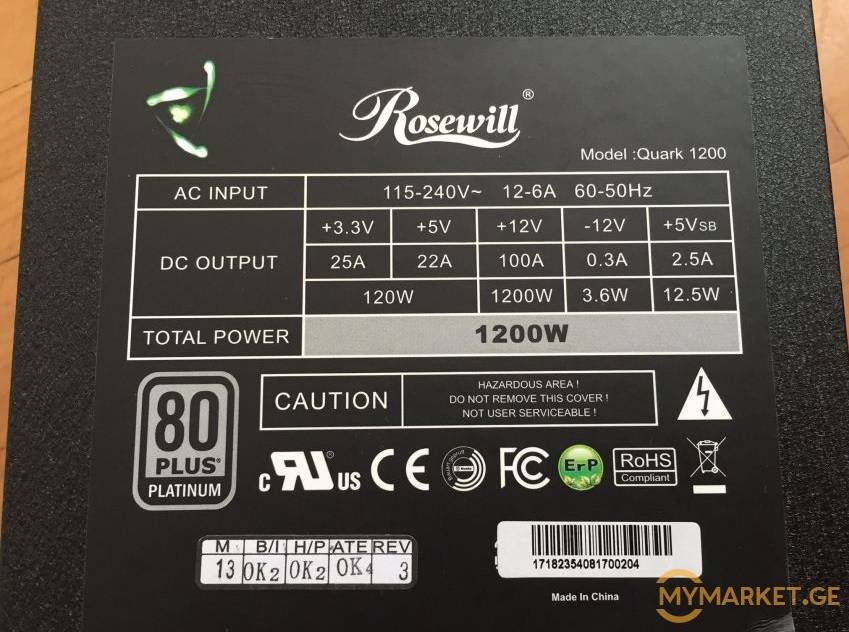 Rosewill®
Model :Quark 1200
AC INPUT 115-240V~ 12-6A 60-50Hz
DC OUTPUT
+3.3V +5V +12V -12V +5VSB
25A 22A 100A 0.3A 2.5A
120W 1200W 3.6W 12.5W
TOTAL POWER 1200W
80
PLUS®
PLATINUM
CAUTION
HAZARDOUS AREA !
DO NOT REMOVE THIS COVER !
NOT USER SERVICEABLE !
c RU® US CE FC ErP RoHS
Compliant
M B/I H/P ATE REV
13 OK2 OK2 OK4 3
17182354081700204
Made In China
MYMARKET.GE